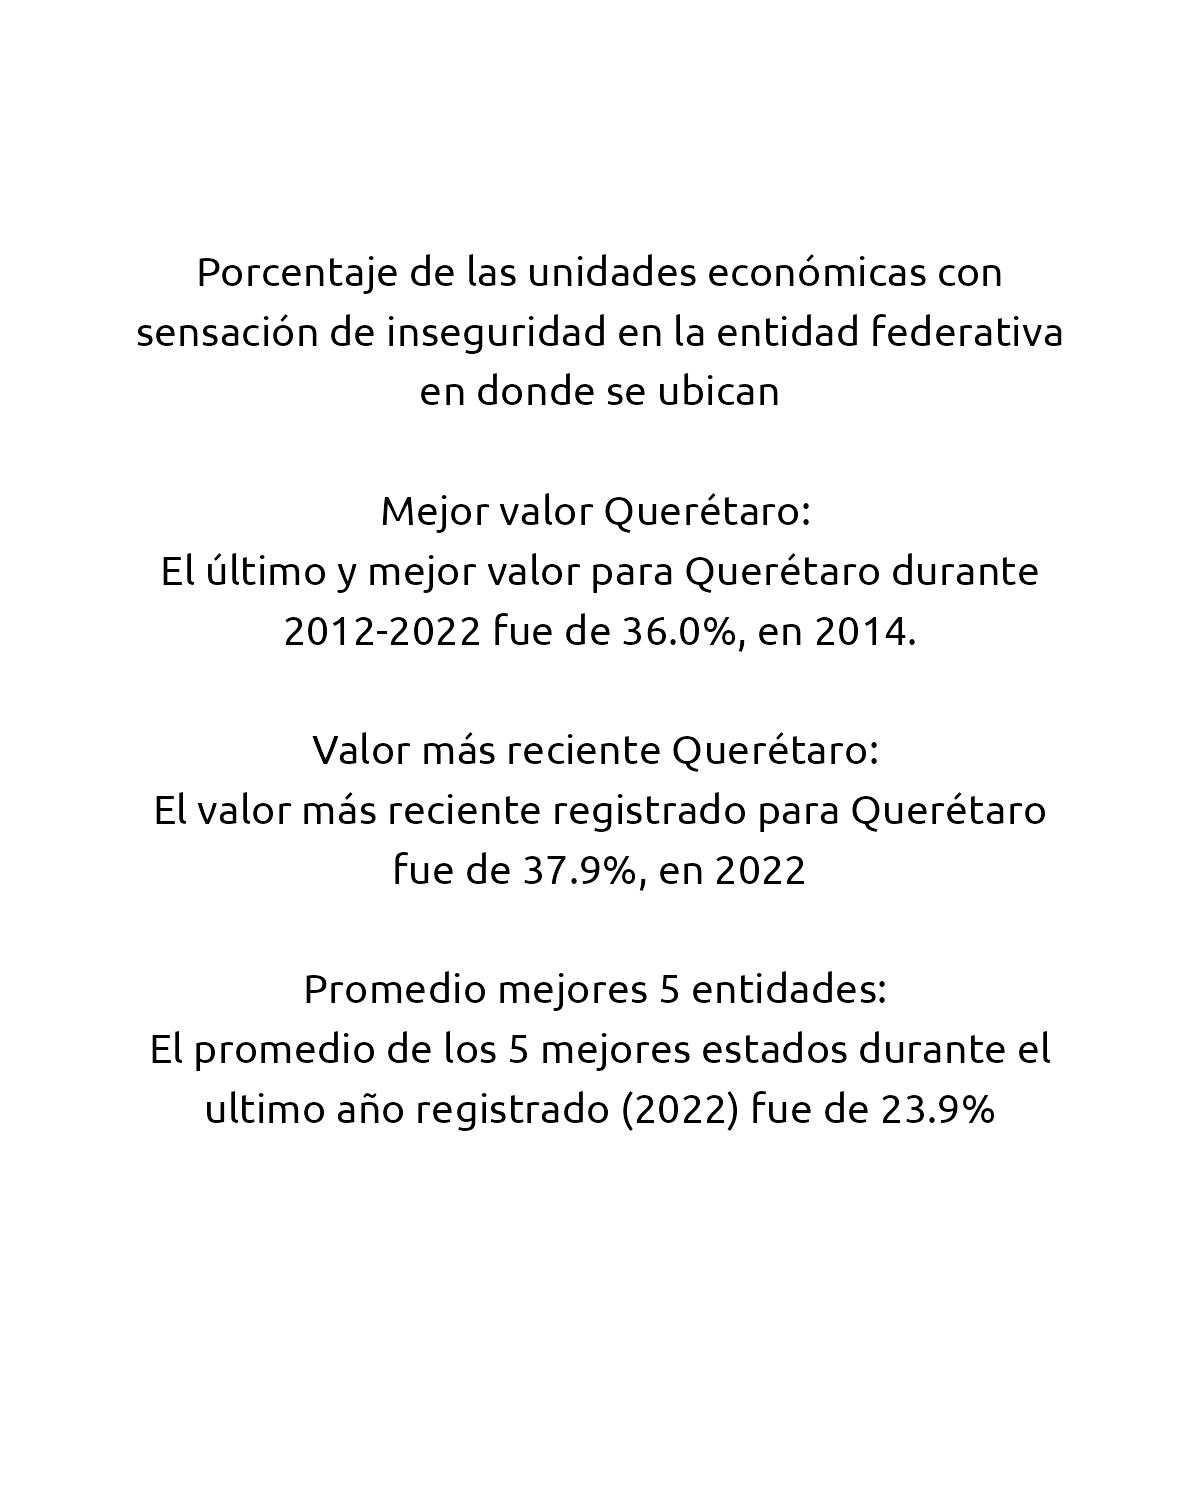 Porcentaje de las unidades económicas con
sensación de inseguridad en la entidad federativa
en donde se ubican
Mejor valor Querétaro:
El último y mejor valor para Querétaro durante
2012-2022 fue de 36.0%, en 2014.
Valor más reciente Querétaro:
El valor más reciente registrado para Querétaro
fue de 37.9%, en 2022
Promedio mejores 5 entidades:
El promedio de los 5 mejores estados durante el
ultimo año registrado (2022) fue de 23.9%